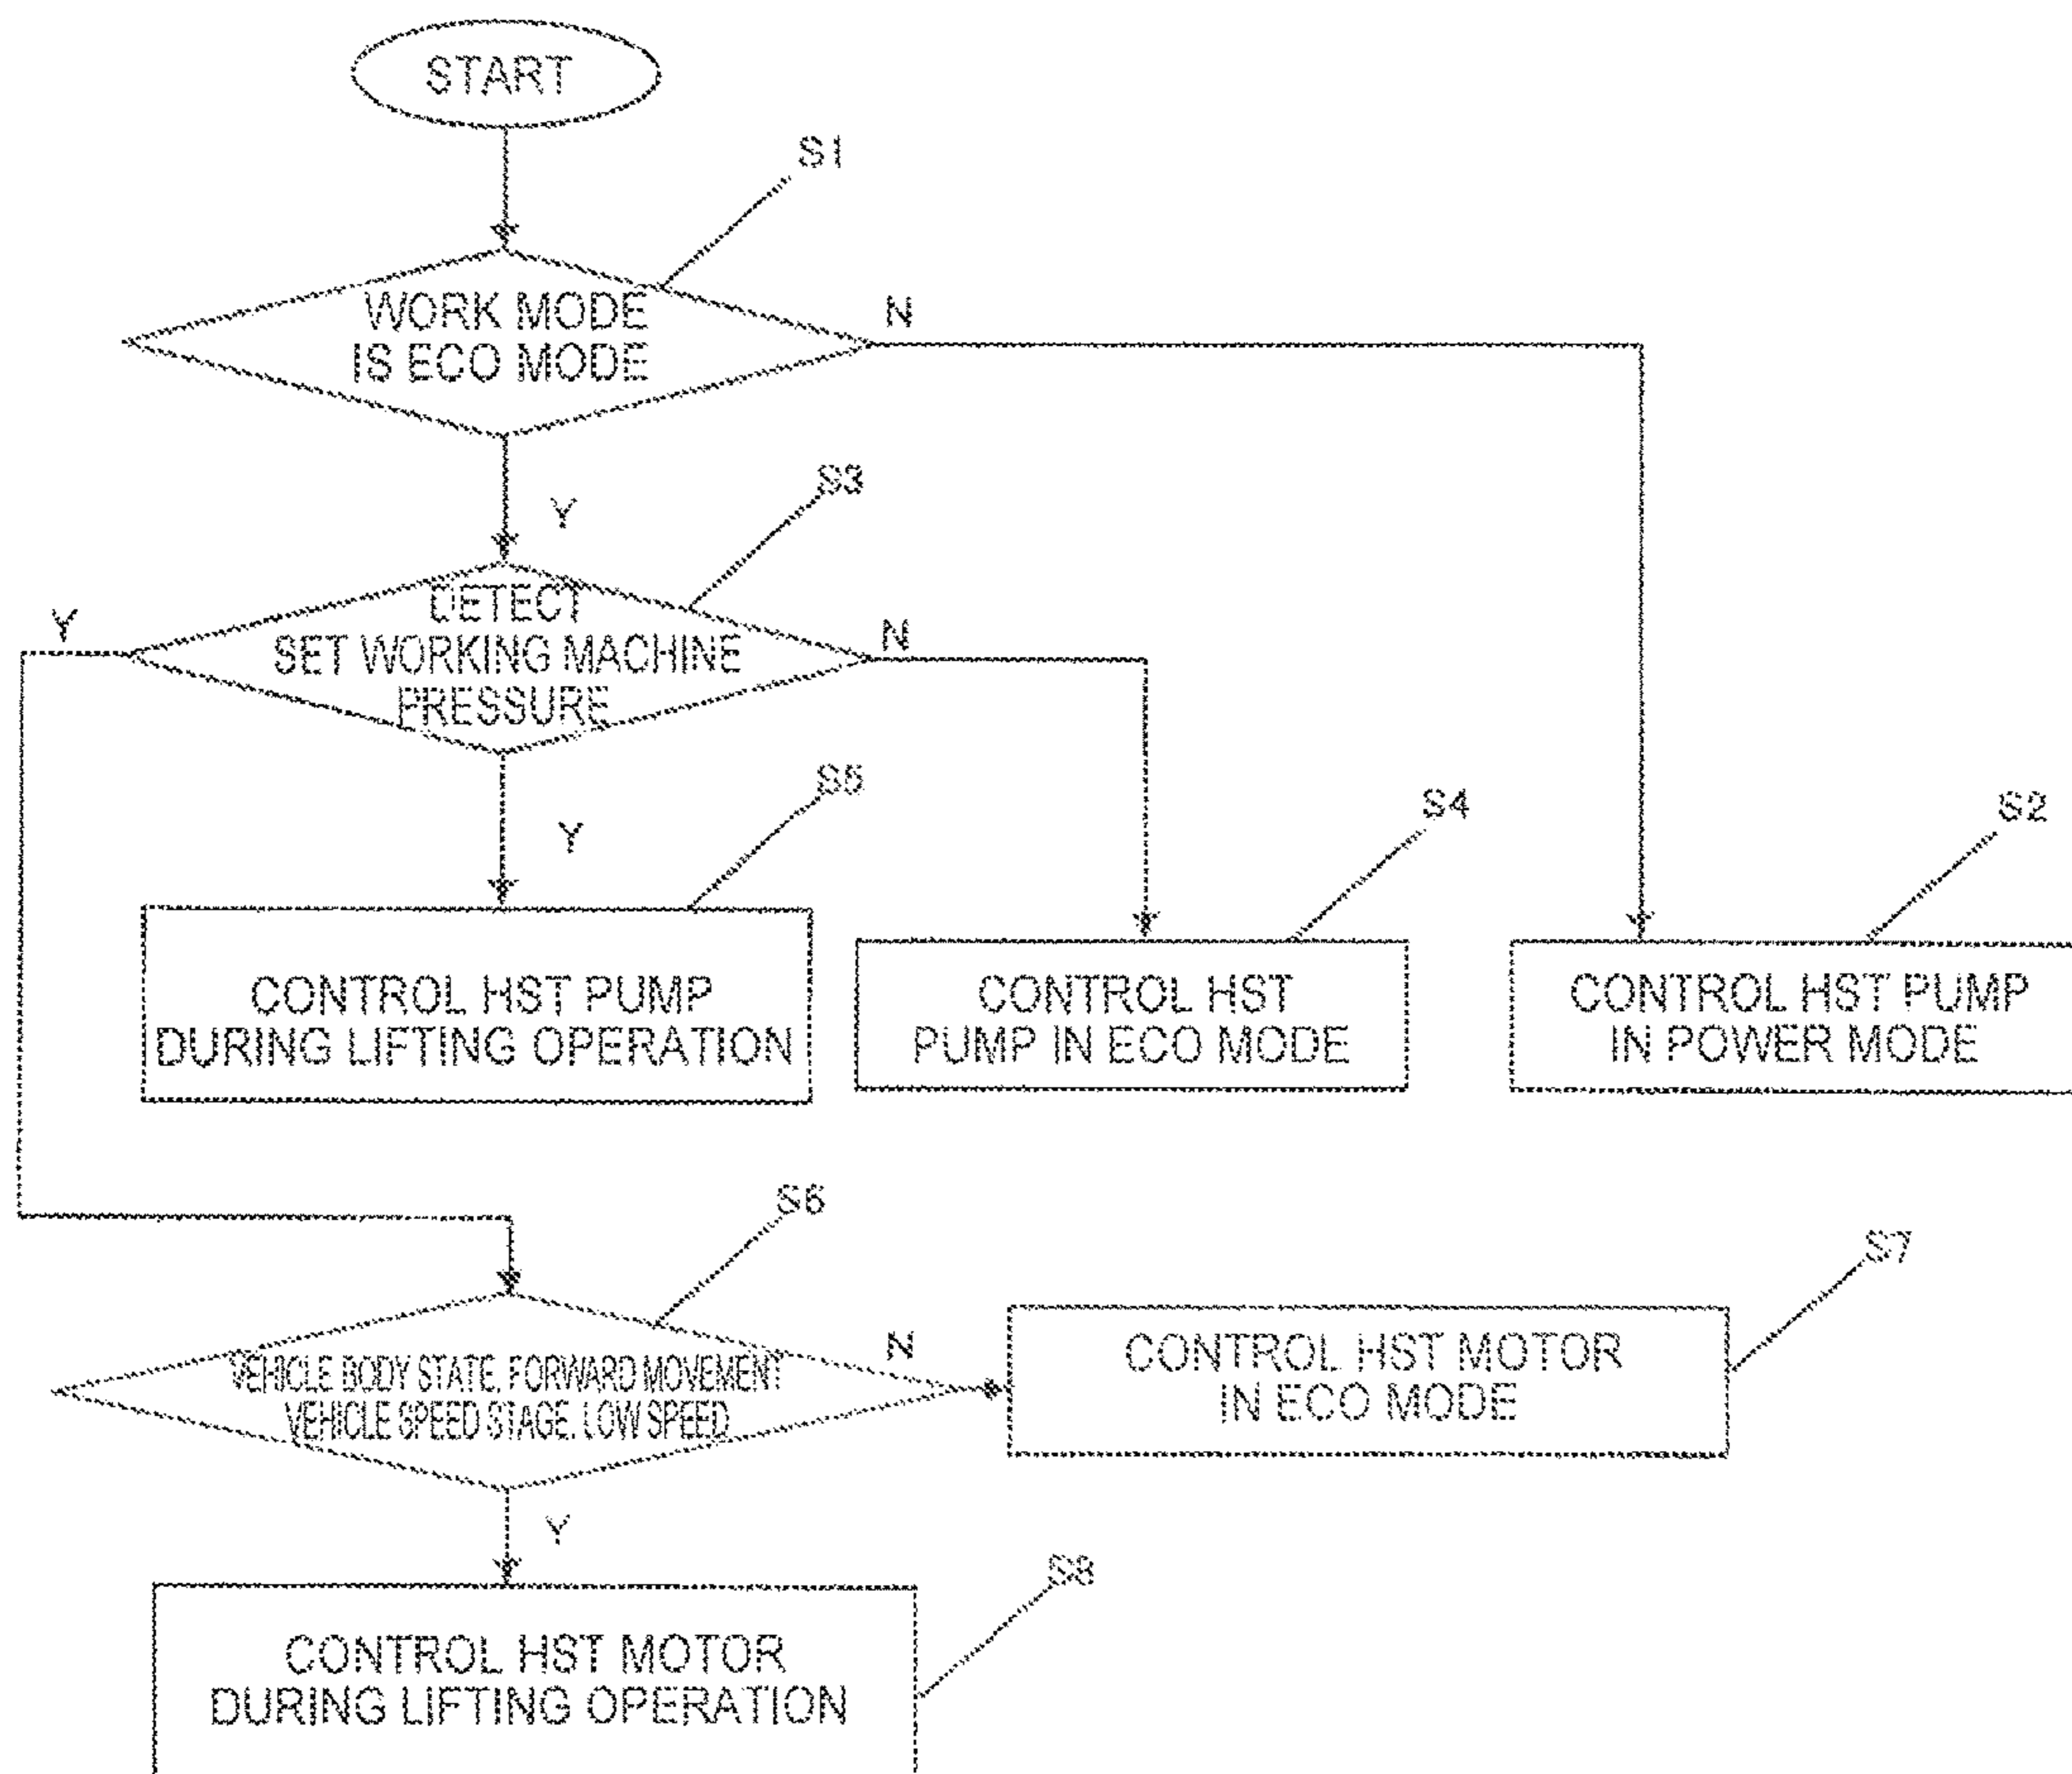 START
S1
WORK MODE
IS ECO MODE
N
Y
S3
DETECT
SET WORKING MACHINE
PRESSURE
Y
N
Y
S5
S4
S2
CONTROL HST PUMP
DURING LIFTING OPERATION
CONTROL HST
PUMP IN ECO MODE
CONTROL HST PUMP
IN POWER MODE
S6
S7
VEHICLE BODY STATE. FORWARD MOVEMENT
VEHICLE SPEED STAGE. LOW SPEED
N
CONTROL HST MOTOR
IN ECO MODE
Y
S8
CONTROL HST MOTOR
DURING LIFTING OPERATION